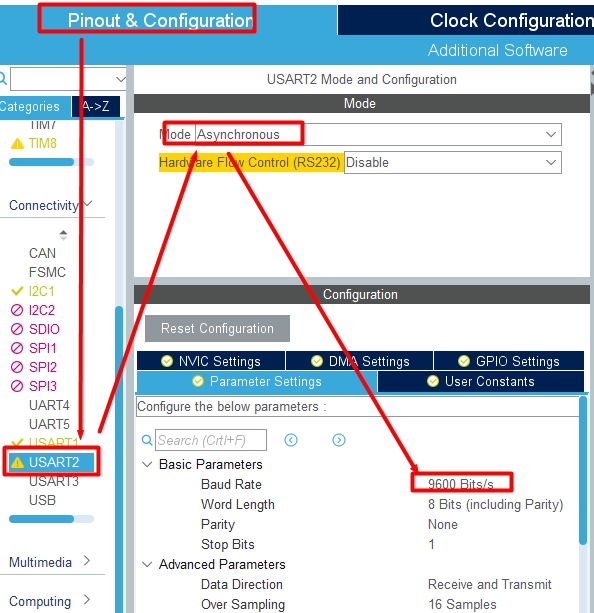 Pinout & Configuration
Clock Configuration
Additional Software
USART2 Mode and Configuration
Categories
A->Z
Mode
TIM7
TIM8
Mode Asynchronous
Hardware Flow Control (RS232) Disable
Connectivity
CAN
FSMC
I2C1
I2C2
SDIO
SPI1
SPI2
SPI3
UART4
UART5
USART1
USART2
USART3
USB
Multimedia
Computing
Configuration
Reset Configuration
NVIC Settings
DMA Settings
GPIO Settings
Parameter Settings
User Constants
Configure the below parameters :
Search (Crtl+F)
Basic Parameters
Baud Rate 9600 Bits/s
Word Length 8 Bits (including Parity)
Parity None
Stop Bits 1
Advanced Parameters
Data Direction Receive and Transmit
Over Sampling 16 Samples